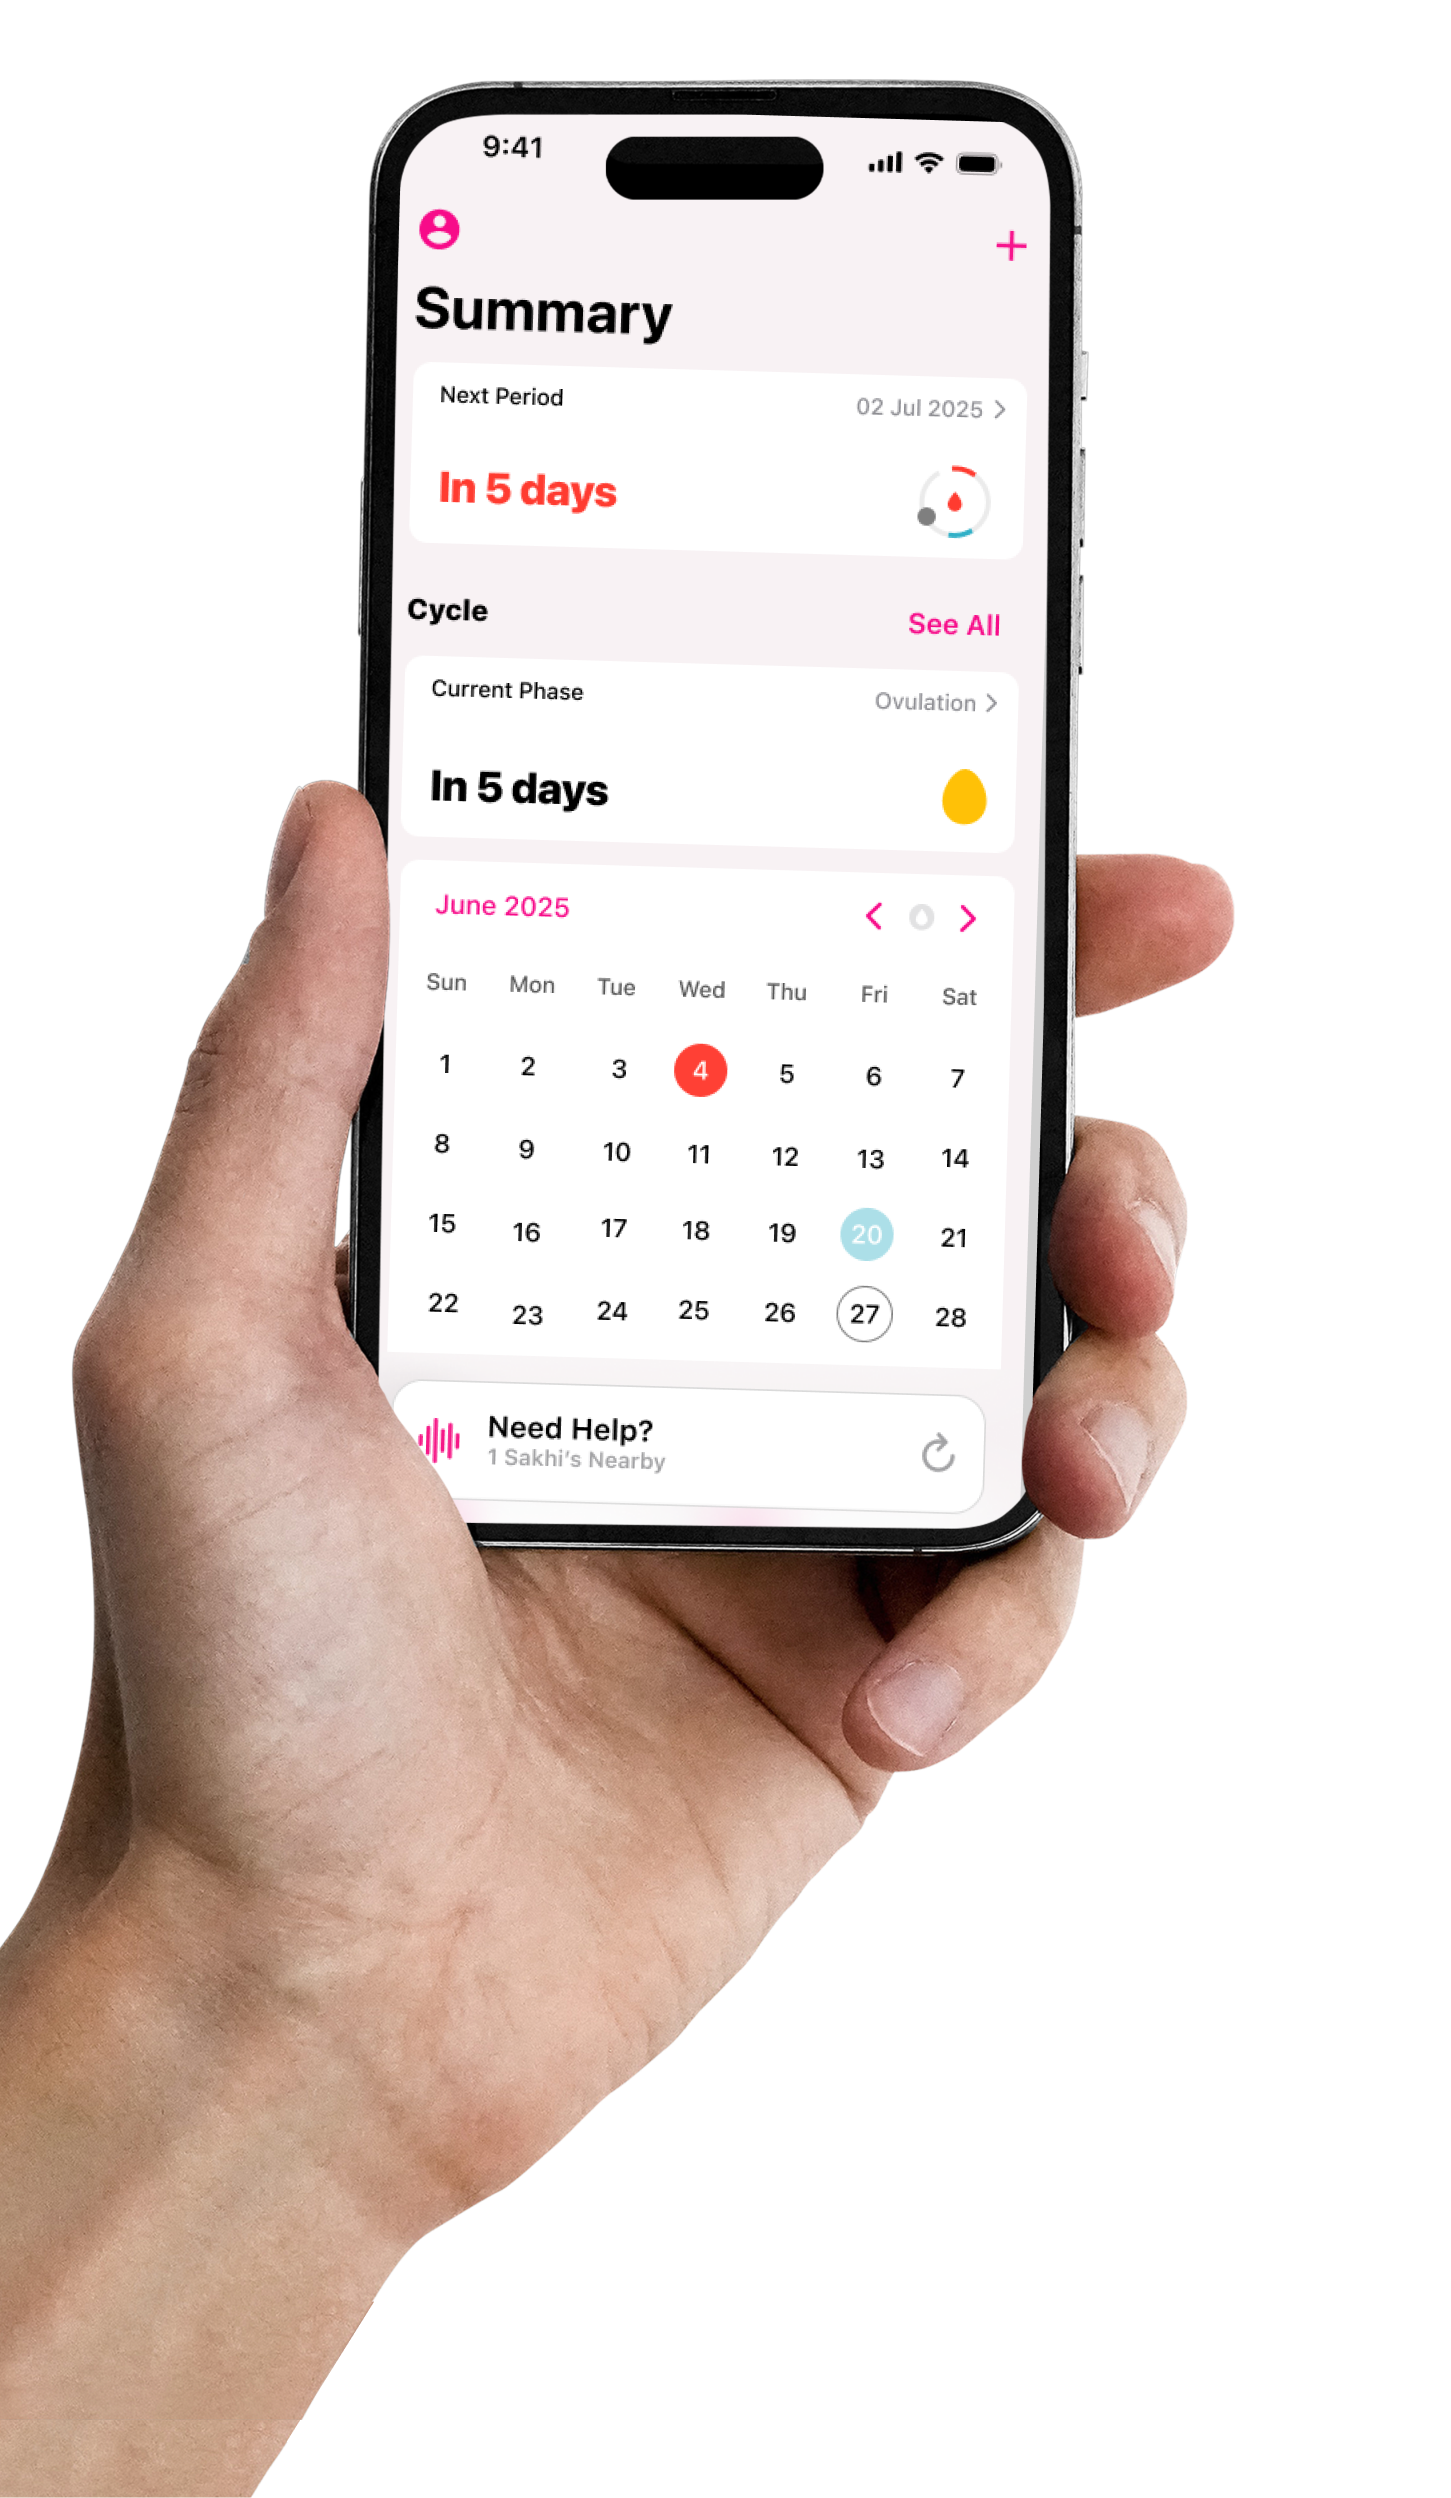 9:41
Summary
Next Period
02 Jul 2025
In 5 days
Cycle
See All
Current Phase
Ovulation
In 5 days
June 2025
Sun Mon Tue Wed Thu Fri Sat
1 2 3 4 5 6 7
8 9 10 11 12 13 14
15 16 17 18 19 20 21
22 23 24 25 26 27 28
Need Help?
1 Sakhi's Nearby